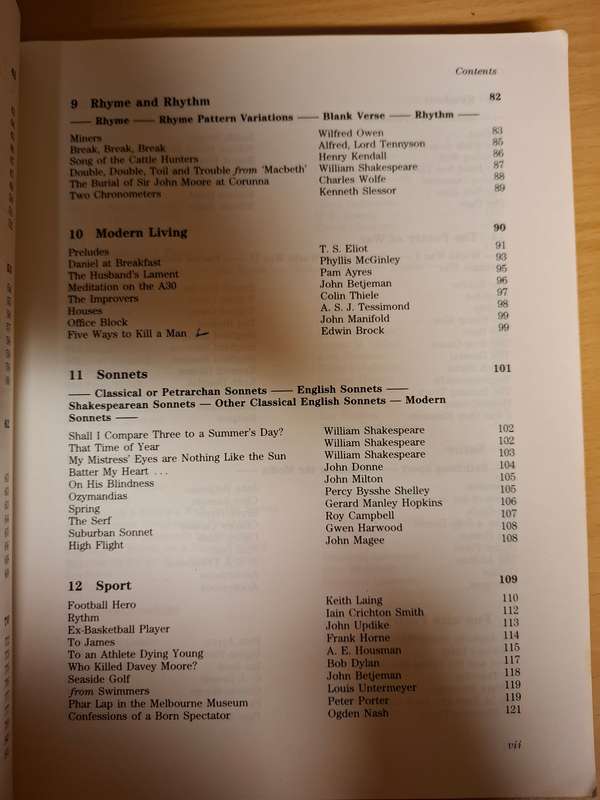 Contents
9 Rhyme and Rhythm 82
— Rhyme — Rhyme Pattern Variations — Blank Verse — Rhythm —
Miners Wilfred Owen 83
Break, Break, Break Alfred, Lord Tennyson 85
Song of the Cattle Hunters Henry Kendall 86
Double, Double, Toil and Trouble from 'Macbeth' William Shakespeare 87
The Burial of Sir John Moore at Corunna Charles Wolfe 88
Two Chronometers Kenneth Slessor 89
10 Modern Living 90
Preludes T. S. Eliot 91
Daniel at Breakfast Phyllis McGinley 93
The Husband's Lament Pam Ayres 95
Meditation on the A30 John Betjeman 96
The Improvers Colin Thiele 97
Houses A. S. J. Tessimond 98
Office Block John Manifold 99
Five Ways to Kill a Man Edwin Brock 99
11 Sonnets 101
— Classical or Petrarchan Sonnets — English Sonnets —
Shakespearean Sonnets — Other Classical English Sonnets — Modern
Sonnets —
Shall I Compare Three to a Summer's Day? William Shakespeare 102
That Time of Year William Shakespeare 102
My Mistress' Eyes are Nothing Like the Sun William Shakespeare 103
Batter My Heart . . . John Donne 104
On His Blindness John Milton 105
Ozymandias Percy Bysshe Shelley 105
Spring Gerard Manley Hopkins 106
The Serf Roy Campbell 107
Suburban Sonnet Gwen Harwood 108
High Flight John Magee 108
12 Sport 109
Football Hero Keith Laing 110
Rythm Iain Crichton Smith 112
Ex-Basketball Player John Updike 113
To James Frank Horne 114
To an Athlete Dying Young A. E. Housman 115
Who Killed Davey Moore? Bob Dylan 117
Seaside Golf John Betjeman 118
from Swimmers Louis Untermeyer 119
Phar Lap in the Melbourne Museum Peter Porter 119
Confessions of a Born Spectator Ogden Nash 121
vii